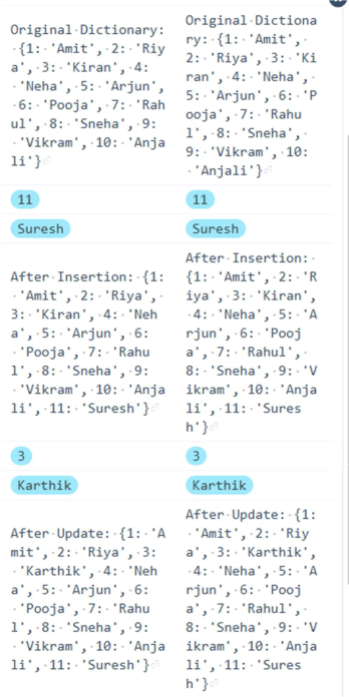 Original Dictionary:
{1: 'Amit', 2: 'Riy
a', 3: 'Kiran', 4:
'Neha', 5: 'Arjun',
6: 'Pooja', 7: 'Rah
ul', 8: 'Sneha', 9:
'Vikram', 10: 'Anja
li'}
11
Suresh
After Insertion: {1:
'Amit', 2: 'Riya',
3: 'Kiran', 4: 'Neh
a', 5: 'Arjun', 6:
'Pooja', 7: 'Rahu
l', 8: 'Sneha', 9:
'Vikram', 10: 'Anja
li', 11: 'Suresh'}
3
Karthik
After Update: {1: 'A
mit', 2: 'Riya', 3:
'Karthik', 4: 'Neh
a', 5: 'Arjun', 6:
'Pooja', 7: 'Rahu
l', 8: 'Sneha', 9:
'Vikram', 10: 'Anja
li', 11: 'Suresh'}
Original Dictiona
ry: {1: 'Amit',
2: 'Riya', 3: 'Ki
ran', 4: 'Neha',
5: 'Arjun', 6: 'P
ooja', 7: 'Rahu
l', 8: 'Sneha',
9: 'Vikram', 10:
'Anjali'}
11
Suresh
After Insertion:
{1: 'Amit', 2: 'R
iya', 3: 'Kiran',
4: 'Neha', 5: 'A
rjun', 6: 'Pooj
a', 7: 'Rahul',
8: 'Sneha', 9: 'V
ikram', 10: 'Anja
li', 11: 'Sures
h'}
3
Karthik
After Update: {1:
'Amit', 2: 'Riy
a', 3: 'Karthik',
4: 'Neha', 5: 'A
rjun', 6: 'Pooj
a', 7: 'Rahul',
8: 'Sneha', 9: 'V
ikram', 10: 'Anja
li', 11: 'Sures
h'}